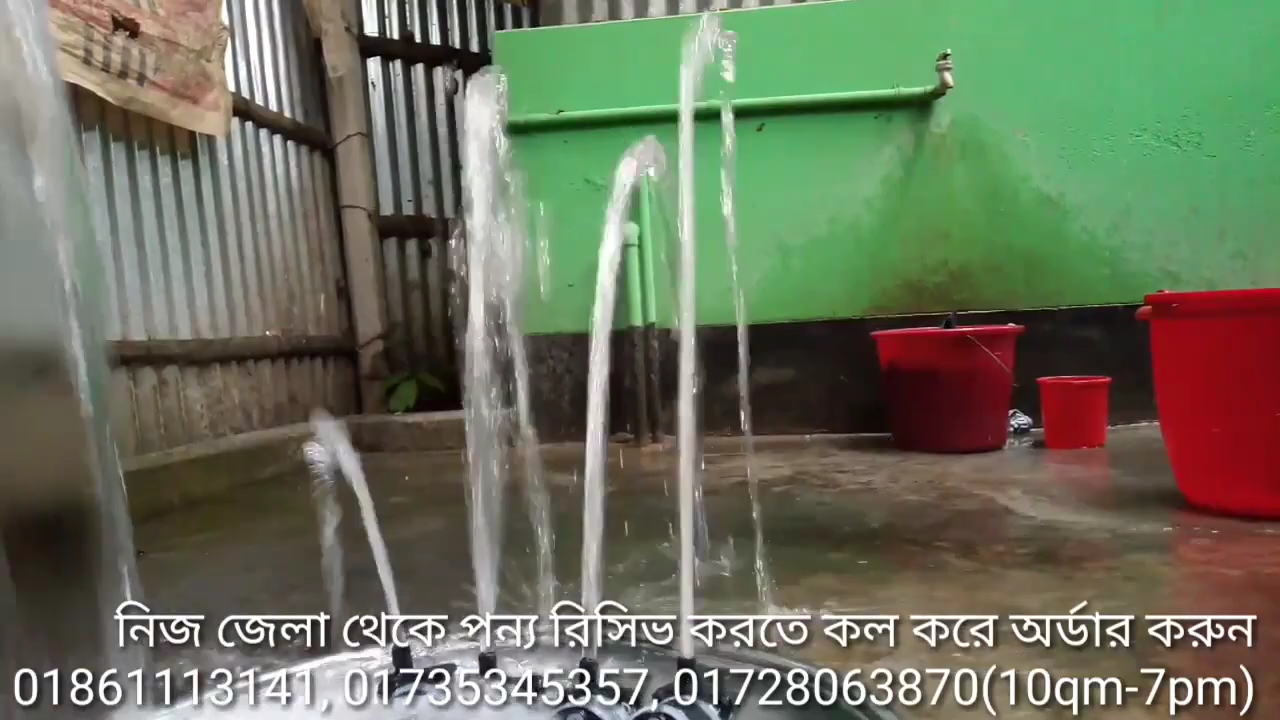 নিজ জেলা থেকে পন্য রিসিভ করতে কল করে অর্ডার করুন
01861113141, 01735345357, 01728063870(10qm-7pm)